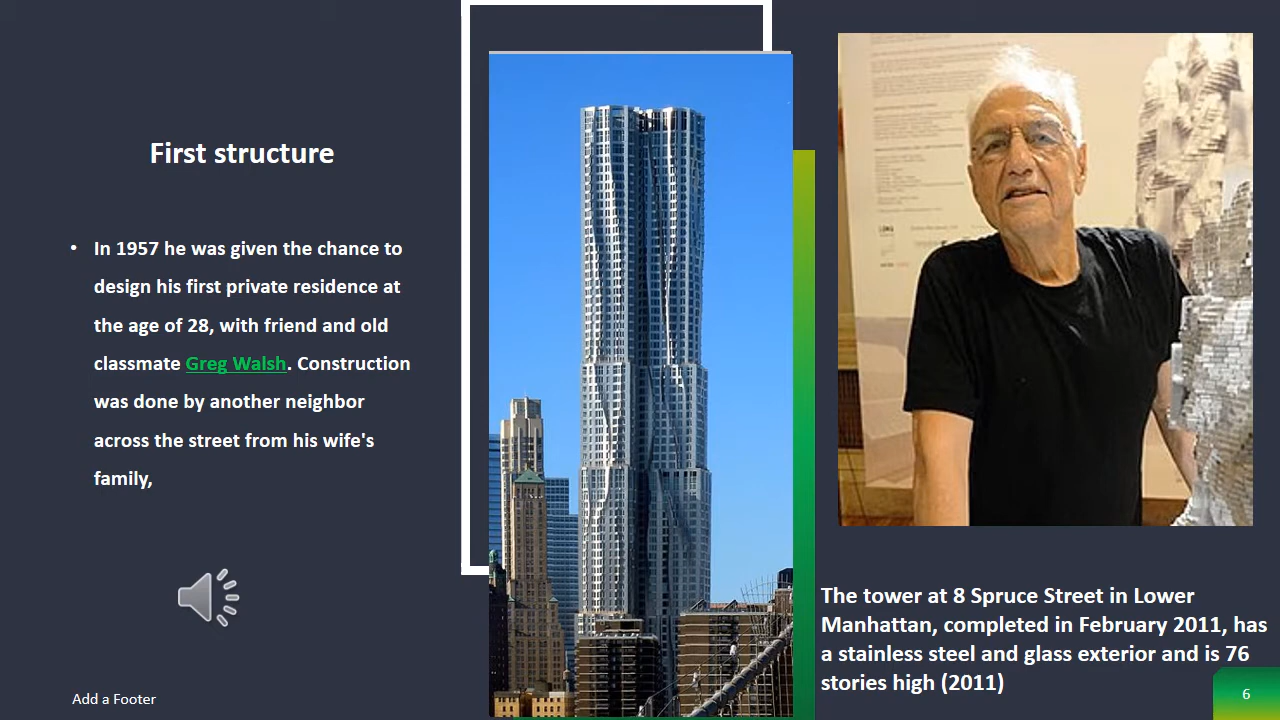 First structure
• In 1957 he was given the chance to
design his first private residence at
the age of 28, with friend and old
classmate Greg Walsh. Construction
was done by another neighbor
across the street from his wife's
family,
The tower at 8 Spruce Street in Lower
Manhattan, completed in February 2011, has
a stainless steel and glass exterior and is 76
stories high (2011)
Add a Footer
6